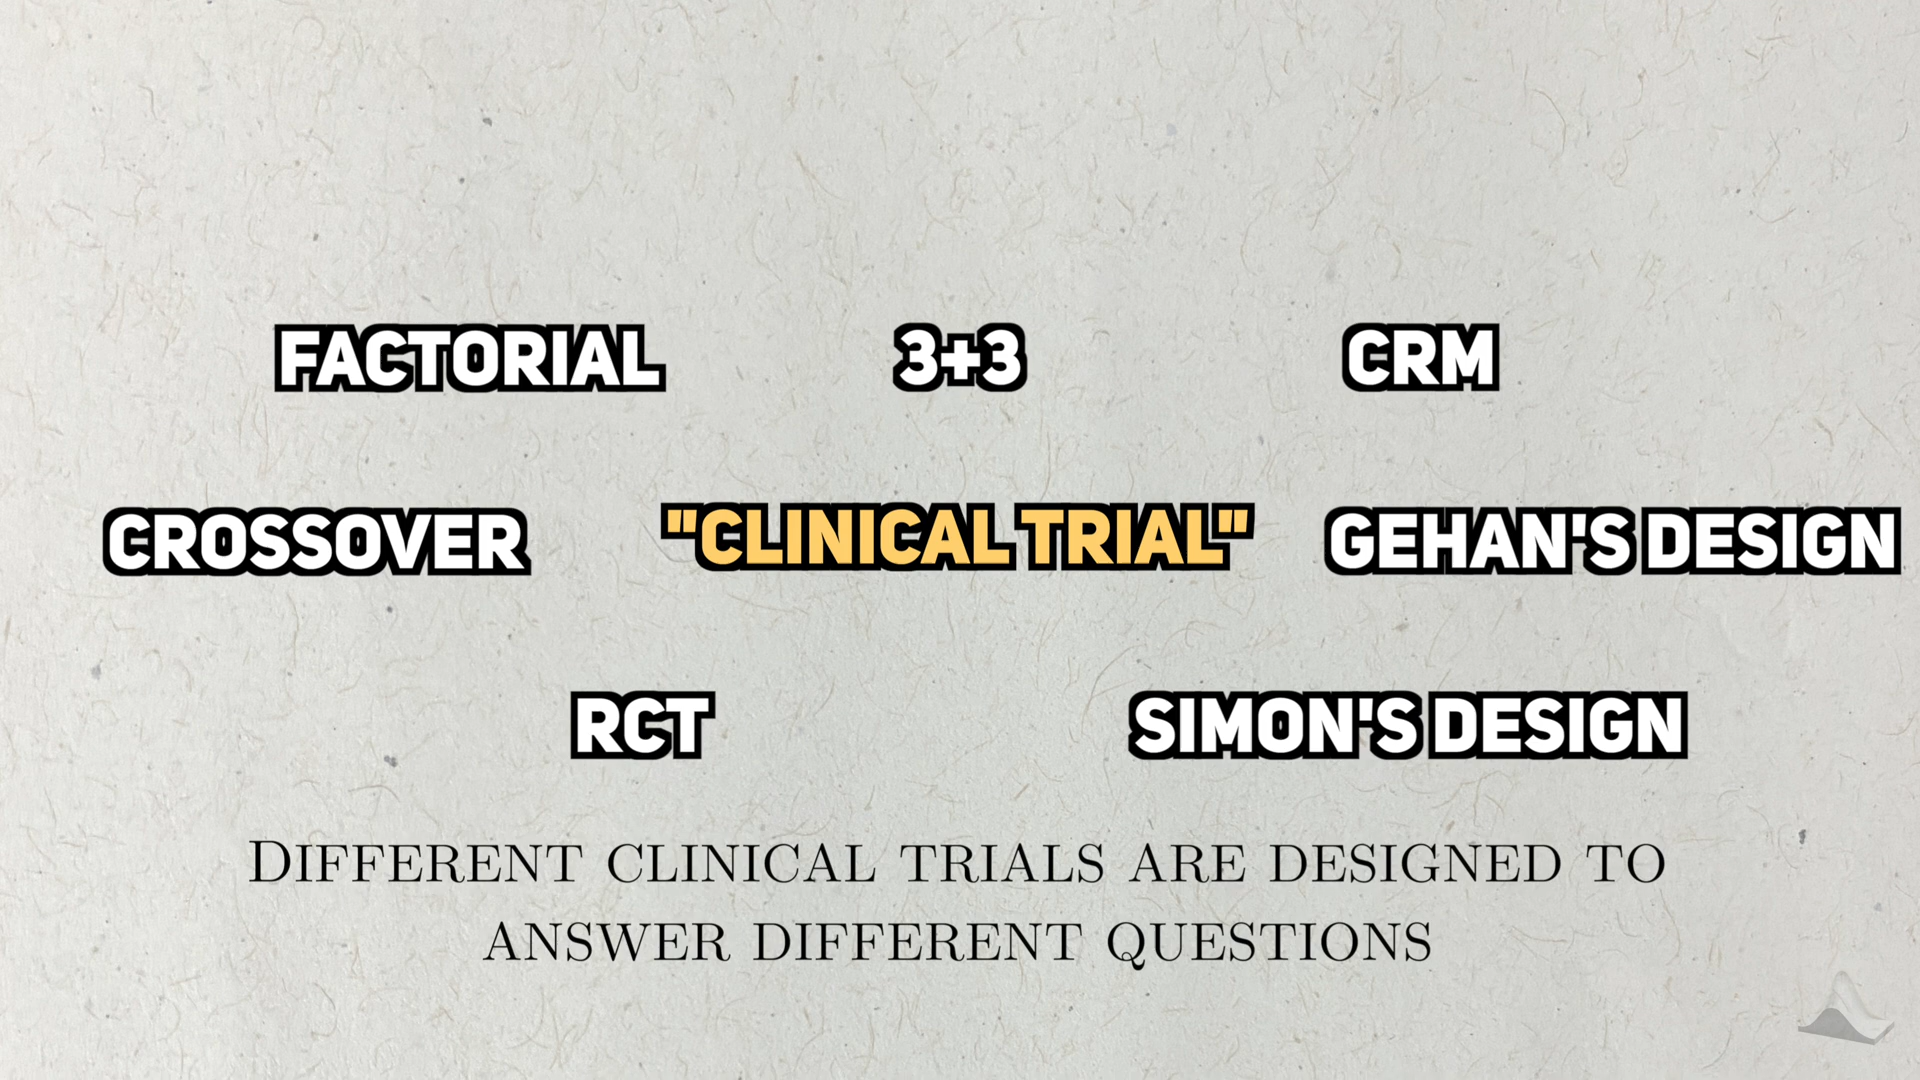 FACTORIAL 3+3 CRM
CROSSOVER "CLINICAL TRIAL" GEHAN'S DESIGN
RCT SIMON'S DESIGN
DIFFERENT CLINICAL TRIALS ARE DESIGNED TO
ANSWER DIFFERENT QUESTIONS